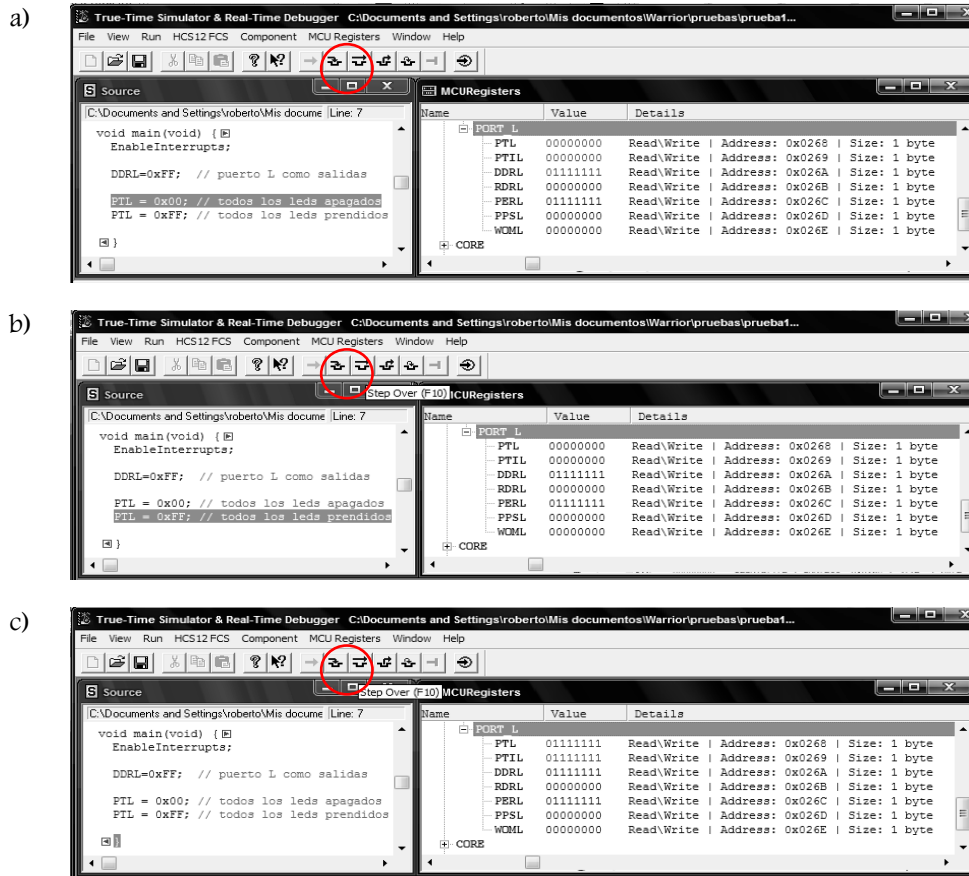 a)
True-Time Simulator & Real-Time Debugger C:\Documents and Settings\roberto\Mis documentos\Warrior\pruebas\prueba1...
File View Run HCS12 FCS Component MCU Registers Window Help
Source
C:\Documents and Settings\roberto\Mis docume Line: 7
void main(void) {
EnableInterrupts;
DDRL=0xFF; // puerto L como salidas
PTL = 0x00; // todos los leds apagados
PTL = 0xFF; // todos los leds prendidos
}
MCURegisters
Name Value Details
PORT_L
PTL 00000000 Read\Write | Address: 0x0268 | Size: 1 byte
PTIL 00000000 Read\Write | Address: 0x0269 | Size: 1 byte
DDRL 01111111 Read\Write | Address: 0x026A | Size: 1 byte
RDRL 00000000 Read\Write | Address: 0x026B | Size: 1 byte
PERL 01111111 Read\Write | Address: 0x026C | Size: 1 byte
PPSL 00000000 Read\Write | Address: 0x026D | Size: 1 byte
WOML 00000000 Read\Write | Address: 0x026E | Size: 1 byte
CORE
b)
True-Time Simulator & Real-Time Debugger C:\Documents and Settings\roberto\Mis documentos\Warrior\pruebas\prueba1...
File View Run HCS12 FCS Component MCU Registers Window Help
Step Over (F10)
Source
C:\Documents and Settings\roberto\Mis docume Line: 7
void main(void) {
EnableInterrupts;
DDRL=0xFF; // puerto L como salidas
PTL = 0x00; // todos los leds apagados
PTL = 0xFF; // todos los leds prendidos
}
ICURegisters
Name Value Details
PORT_L
PTL 00000000 Read\Write | Address: 0x0268 | Size: 1 byte
PTIL 00000000 Read\Write | Address: 0x0269 | Size: 1 byte
DDRL 01111111 Read\Write | Address: 0x026A | Size: 1 byte
RDRL 00000000 Read\Write | Address: 0x026B | Size: 1 byte
PERL 01111111 Read\Write | Address: 0x026C | Size: 1 byte
PPSL 00000000 Read\Write | Address: 0x026D | Size: 1 byte
WOML 00000000 Read\Write | Address: 0x026E | Size: 1 byte
CORE
c)
True-Time Simulator & Real-Time Debugger C:\Documents and Settings\roberto\Mis documentos\Warrior\pruebas\prueba1...
File View Run HCS12 FCS Component MCU Registers Window Help
Step Over (F10)
Source
C:\Documents and Settings\roberto\Mis docume Line: 7
void main(void) {
EnableInterrupts;
DDRL=0xFF; // puerto L como salidas
PTL = 0x00; // todos los leds apagados
PTL = 0xFF; // todos los leds prendidos
}
MCURegisters
Name Value Details
PORT_L
PTL 01111111 Read\Write | Address: 0x0268 | Size: 1 byte
PTIL 01111111 Read\Write | Address: 0x0269 | Size: 1 byte
DDRL 01111111 Read\Write | Address: 0x026A | Size: 1 byte
RDRL 00000000 Read\Write | Address: 0x026B | Size: 1 byte
PERL 01111111 Read\Write | Address: 0x026C | Size: 1 byte
PPSL 00000000 Read\Write | Address: 0x026D | Size: 1 byte
WOML 00000000 Read\Write | Address: 0x026E | Size: 1 byte
CORE